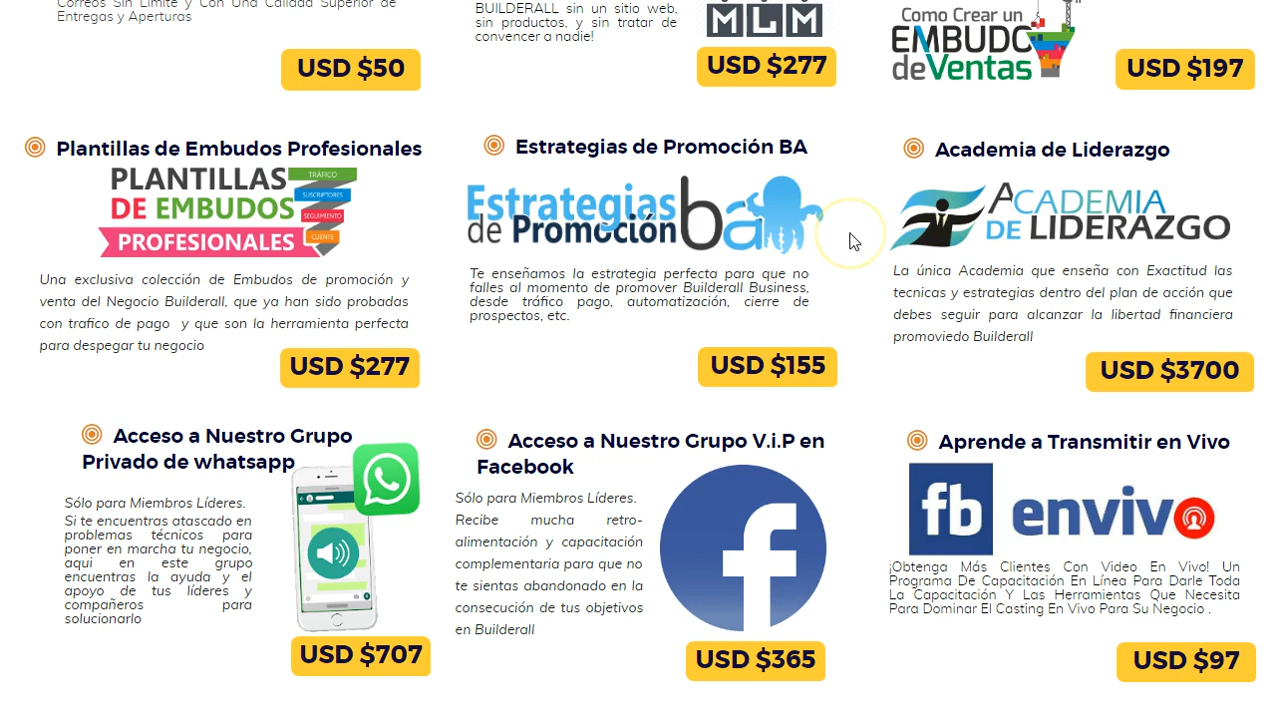 Correos Sin Limite y Con Una Calidad Superior de
Entregas y Aperturas
USD $50
BUILDERALL sin un sitio web,
sin productos, y sin tratar de
convencer a nadie!
MLM
USD $277
Como Crear un
EMBUDO
de Ventas
USD $197
Plantillas de Embudos Profesionales
PLANTILLAS
DE EMBUDOS
PROFESIONALES
TRÁFICO
SUSCRIPTORES
SEGUIMIENTO
CLIENTE
Una exclusiva colección de Embudos de promoción y
venta del Negocio Builderall, que ya han sido probadas
con trafico de pago y que son la herramienta perfecta
para despegar tu negocio
USD $277
Estrategias de Promoción BA
Estrategias
de Promoción
ba
Te enseñamos la estrategia perfecta para que no
falles al momento de promover Builderall Business,
desde tráfico pago, automatización, cierre de
prospectos, etc.
USD $155
Academia de Liderazgo
ACADEMIA
DE LIDERAZGO
La única Academia que enseña con Exactitud las
tecnicas y estrategias dentro del plan de acción que
debes seguir para alcanzar la libertad financiera
promoviedo Builderall
USD $3700
Acceso a Nuestro Grupo
Privado de whatsapp
Sólo para Miembros Líderes.
Si te encuentras atascado en
problemas técnicos para
poner en marcha tu negocio,
aqui en este grupo
encuentras la ayuda y el
apoyo de tus líderes y
compañeros para
solucionarlo
USD $707
Acceso a Nuestro Grupo V.i.P en
Facebook
Sólo para Miembros Líderes.
Recibe mucha retro-
alimentación y capacitación
complementaria para que no
te sientas abandonado en la
consecución de tus objetivos
en Builderall
f
USD $365
Aprende a Transmitir en Vivo
fb envivo
¡Obtenga Más Clientes Con Video En Vivo! Un
Programa De Capacitación En Línea Para Darle Toda
La Capacitación Y Las Herramientas Que Necesita
Para Dominar El Casting En Vivo Para Su Negocio .
USD $97